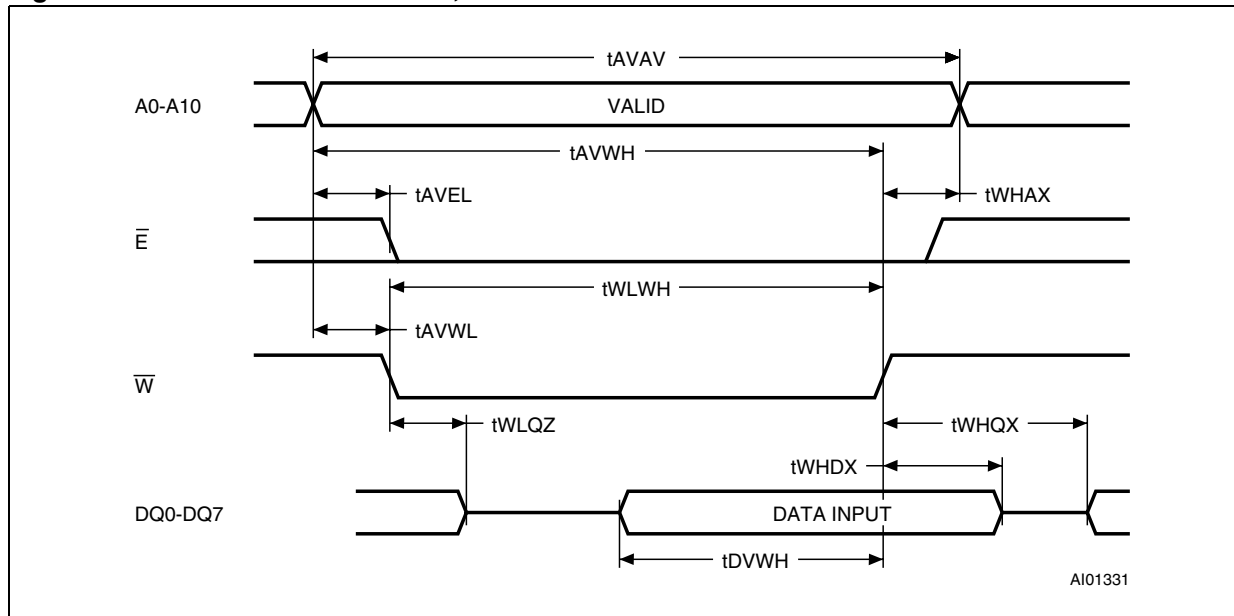 tAVAV
A0-A10
VALID
tAVWH
tAVEL
tWHAX
E
tWLWH
tAVWL
W
tWLQZ
tWHQX
tWHDX
DQ0-DQ7
DATA INPUT
tDVWH
AI01331